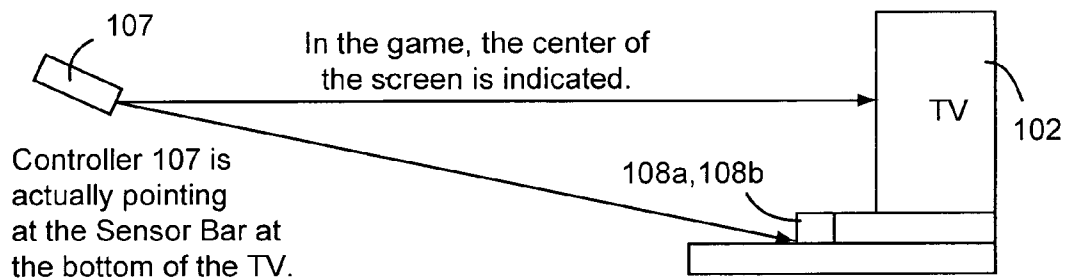 107
In the game, the center of
the screen is indicated.
TV
102
Controller 107 is
actually pointing
at the Sensor Bar at
the bottom of the TV.
108a,108b